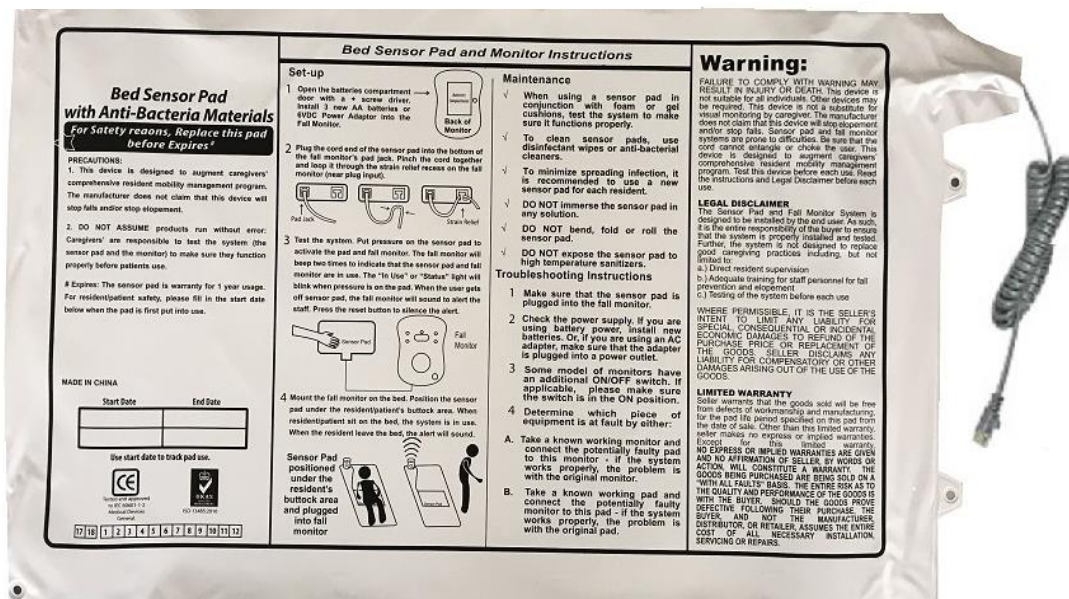 Bed Sensor Pad
with Anti-Bacteria Materials
For Satety reaons, Replace this pad
before Expires#
PRECAUTIONS:
1. This device is designed to augment caregivers'
comprehensive resident mobility management program.
The manufacturer does not claim that this device will
stop falls and/or stop elopement.
2. DO NOT ASSUME products run without error:
Caregivers' are responsible to test the system (the
sensor pad and the monitor) to make sure they function
properly before patients use.
# Expires: The sensor pad is warranty for 1 year usage.
For resident/patient safety, please fill in the start date
below when the pad is first put into use.
MADE IN CHINA
Start Date End Date
Use start date to track pad use.
CE
Tested and approved
to IEC 60601-1-2
Medical Devices
General
UKAS
ISO 13485:2016
17 18 1 2 3 4 5 6 7 8 9 10 11 12
Bed Sensor Pad and Monitor Instructions
Set-up
1 Open the batteries compartment
door with a + screw driver,
Install 3 new AA batteries or
6VDC Power Adaptor into the
Fall Monitor.
Back of
Monitor
2 Plug the cord end of the sensor pad into the bottom of
the fall monitor's pad jack. Pinch the cord together
and loop it through the strain relief recess on the fall
monitor (near plug input).
Pad Jack
Strain Relief
3 Test the system. Put pressure on the sensor pad to
activate the pad and fall monitor. The fall monitor will
beep two times to indicate that the sensor pad and fall
monitor are in use. The "In Use" or "Status" light will
blink when pressure is on the pad. When the user gets
off sensor pad, the fall monitor will sound to alert the
staff. Press the reset button to silence the alert.
Sensor Pad
Fall
Monitor
4 Mount the fall monitor on the bed. Position the sensor
pad under the resident/patient's buttock area. When
resident/patient sit on the bed, the system is in use.
When the resident leave the bed, the alert will sound.
Sensor Pad
positioned
under the
resident's
buttock area
and plugged
into fall
monitor
Sensor Pad
Maintenance
√ When using a sensor pad in
conjunction with foam or gel
cushions, test the system to make
sure it functions properly.
√ To clean sensor pads, use
disinfectant wipes or anti-bacterial
cleaners.
√ To minimize spreading infection, it
is recommended to use a new
sensor pad for each resident.
√ DO NOT immerse the sensor pad in
any solution.
√ DO NOT bend, fold or roll the
sensor pad.
√ DO NOT expose the sensor pad to
high temperature sanitizers.
Troubleshooting Instructions
1 Make sure that the sensor pad is
plugged into the fall monitor.
2 Check the power supply. If you are
using battery power, install new
batteries. Or, if you are using an AC
adapter, make sure that the adapter
is plugged into a power outlet.
3 Some model of monitors have
an additional ON/OFF switch. If
applicable, please make sure
the switch is in the ON position.
4 Determine which piece of
equipment is at fault by either:
A. Take a known working monitor and
connect the potentially faulty pad
to this monitor - if the system
works properly, the problem is
with the original monitor.
B. Take a known working pad and
connect the potentially faulty
monitor to this pad - if the system
works properly, the problem is
with the original pad.
Warning:
FAILURE TO COMPLY WITH WARNING MAY
RESULT IN INJURY OR DEATH. This device is
not suitable for all individuals. Other devices may
be required. This device is not a substitute for
visual monitoring by caregiver. The manufacturer
does not claim that this device will stop elopement
and/or stop falls. Sensor pad and fall monitor
systems are prone to difficulties. Be sure that the
cord cannot entangle or choke the user. This
device is designed to augment caregivers'
comprehensive resident mobility management
program. Test this device before each use. Read
the instructions and Legal Disclaimer before each
use.
LEGAL DISCLAIMER
The Sensor Pad and Fall Monitor System is
designed to be installed by the end user. As such,
it is the entire responsibility of the buyer to ensure
that the system is properly installed and tested.
Further, the system is not designed to replace
good caregiving practices including, but not
limited to:
a.) Direct resident supervision
b.) Adequate training for staff personnel for fall
prevention and elopement
c.) Testing of the system before each use
WHERE PERMISSIBLE, IT IS THE SELLER'S
INTENT TO LIMIT ANY LIABILITY FOR
SPECIAL, CONSEQUENTIAL OR INCIDENTAL
ECONOMIC DAMAGES TO REFUND OF THE
PURCHASE PRICE OR REPLACEMENT OF
THE GOODS. SELLER DISCLAIMS ANY
LIABILITY FOR COMPENSATORY OR OTHER
DAMAGES ARISING OUT OF THE USE OF THE
GOODS.
LIMITED WARRANTY
Seller warrants that the goods sold will be free
from defects of workmanship and manufacturing,
for the pad life period specified on this pad from
the date of sale. Other than this limited warranty,
seller makes no express or implied warranties.
Except for this limited warranty,
NO EXPRESS OR IMPLIED WARRANTIES ARE GIVEN
AND NO AFFIRMATION OF SELLER, BY WORDS OR
ACTION, WILL CONSTITUTE A WARRANTY. THE
GOODS BEING PURCHASED ARE BEING SOLD ON A
"WITH ALL FAULTS" BASIS. THE ENTIRE RISK AS TO
THE QUALITY AND PERFORMANCE OF THE GOODS IS
WITH THE BUYER. SHOULD THE GOODS PROVE
DEFECTIVE FOLLOWING THEIR PURCHASE, THE
BUYER, AND NOT THE MANUFACTURER,
DISTRIBUTOR, OR RETAILER, ASSUMES THE ENTIRE
COST OF ALL NECESSARY INSTALLATION,
SERVICING OR REPAIRS.